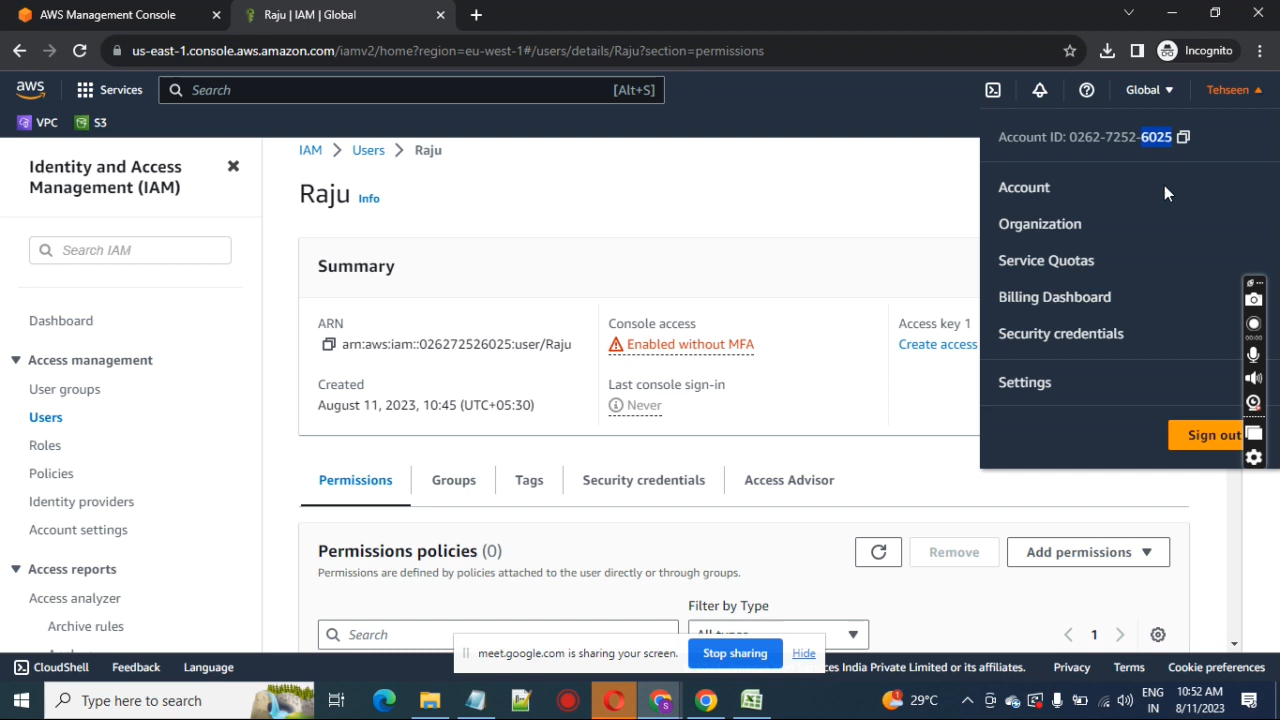 AWS Management Console
Raju | IAM | Global
us-east-1.console.aws.amazon.com/iamv2/home?region=eu-west-1#/users/details/Raju?section=permissions
Incognito
aws
Services
Search
[Alt+S]
Global
Tehseen
VPC
S3
Account ID: 0262-7252-6025
Account
Organization
Service Quotas
Billing Dashboard
Security credentials
Settings
Sign out
00:00
Identity and Access
Management (IAM)
Search IAM
Dashboard
Access management
User groups
Users
Roles
Policies
Identity providers
Account settings
Access reports
Access analyzer
Archive rules
IAM > Users > Raju
Raju Info
Summary
ARN
arn:aws:iam::026272526025:user/Raju
Created
August 11, 2023, 10:45 (UTC+05:30)
Console access
Enabled without MFA
Last console sign-in
Never
Access key 1
Create access
Permissions
Groups
Tags
Security credentials
Access Advisor
Permissions policies (0)
Permissions are defined by policies attached to the user directly or through groups.
Remove
Add permissions
Filter by Type
Search
All types
1
meet.google.com is sharing your screen.
Stop sharing
Hide
CloudShell
Feedback
Language
ces India Private Limited or its affiliates.
Privacy
Terms
Cookie preferences
Type here to search
29°C
ENG
IN
10:52 AM
8/11/2023